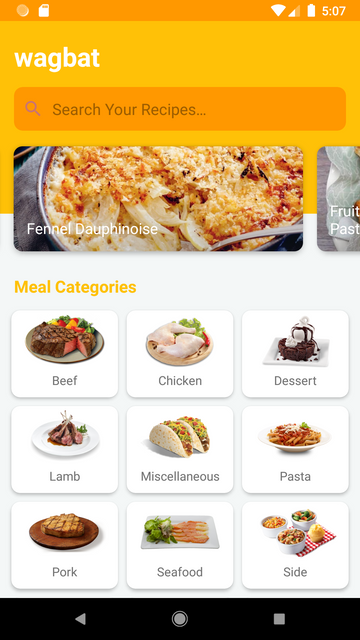 5:07
wagbat
Search Your Recipes...
Fennel Dauphinoise
Fruit
Past
Meal Categories
Beef
Chicken
Dessert
Lamb
Miscellaneous
Pasta
Pork
Seafood
Side